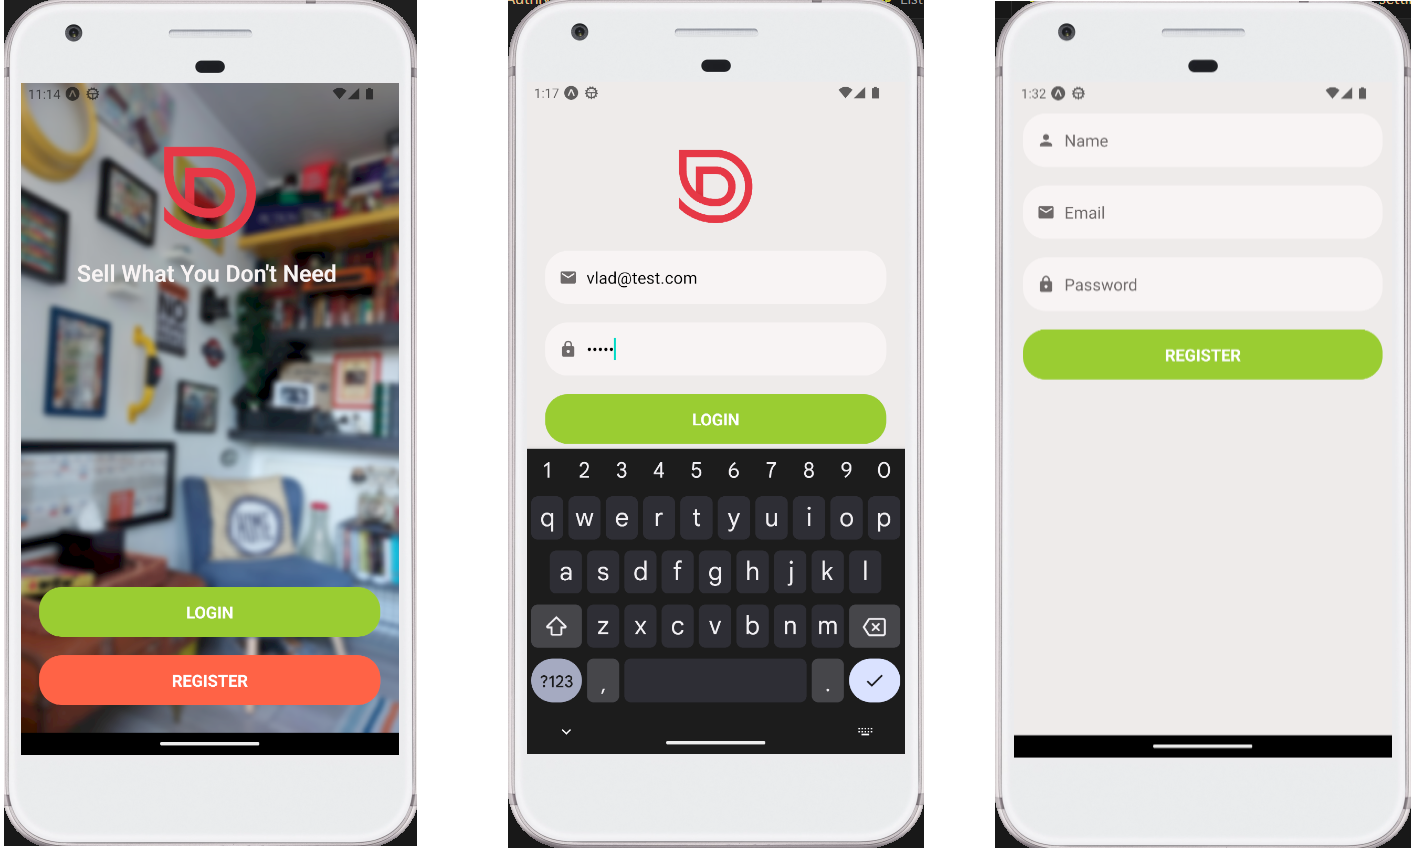 11:14
Sell What You Don't Need
LOGIN
REGISTER
1:17
vlad@test.com
•••••
LOGIN
1 2 3 4 5 6 7 8 9 0
q w e r t y u i o p
a s d f g h j k l
z x c v b n m
?123 , .
1:32
Name
Email
Password
REGISTER